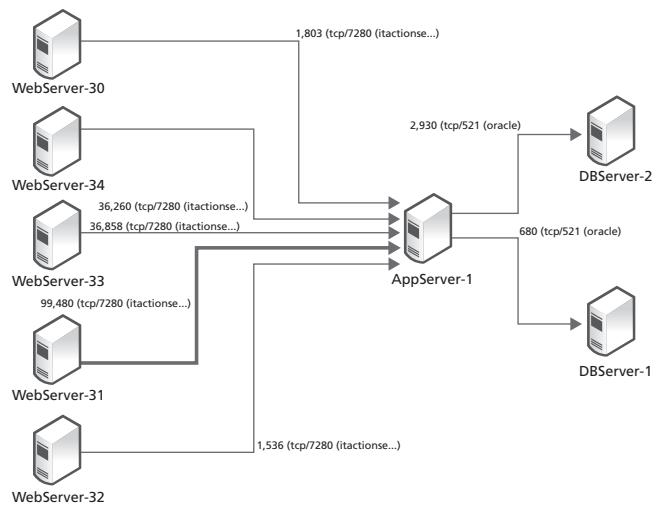 1,803 (tcp/7280 (itactionse...)
WebServer-30
2,930 (tcp/521 (oracle)
DBServer-2
WebServer-34
36,260 (tcp/7280 (itactionse...)
36,858 (tcp/7280 (itactionse...)
680 (tcp/521 (oracle)
WebServer-33
AppServer-1
99,480 (tcp/7280 (itactionse...)
DBServer-1
WebServer-31
1,536 (tcp/7280 (itactionse...)
WebServer-32